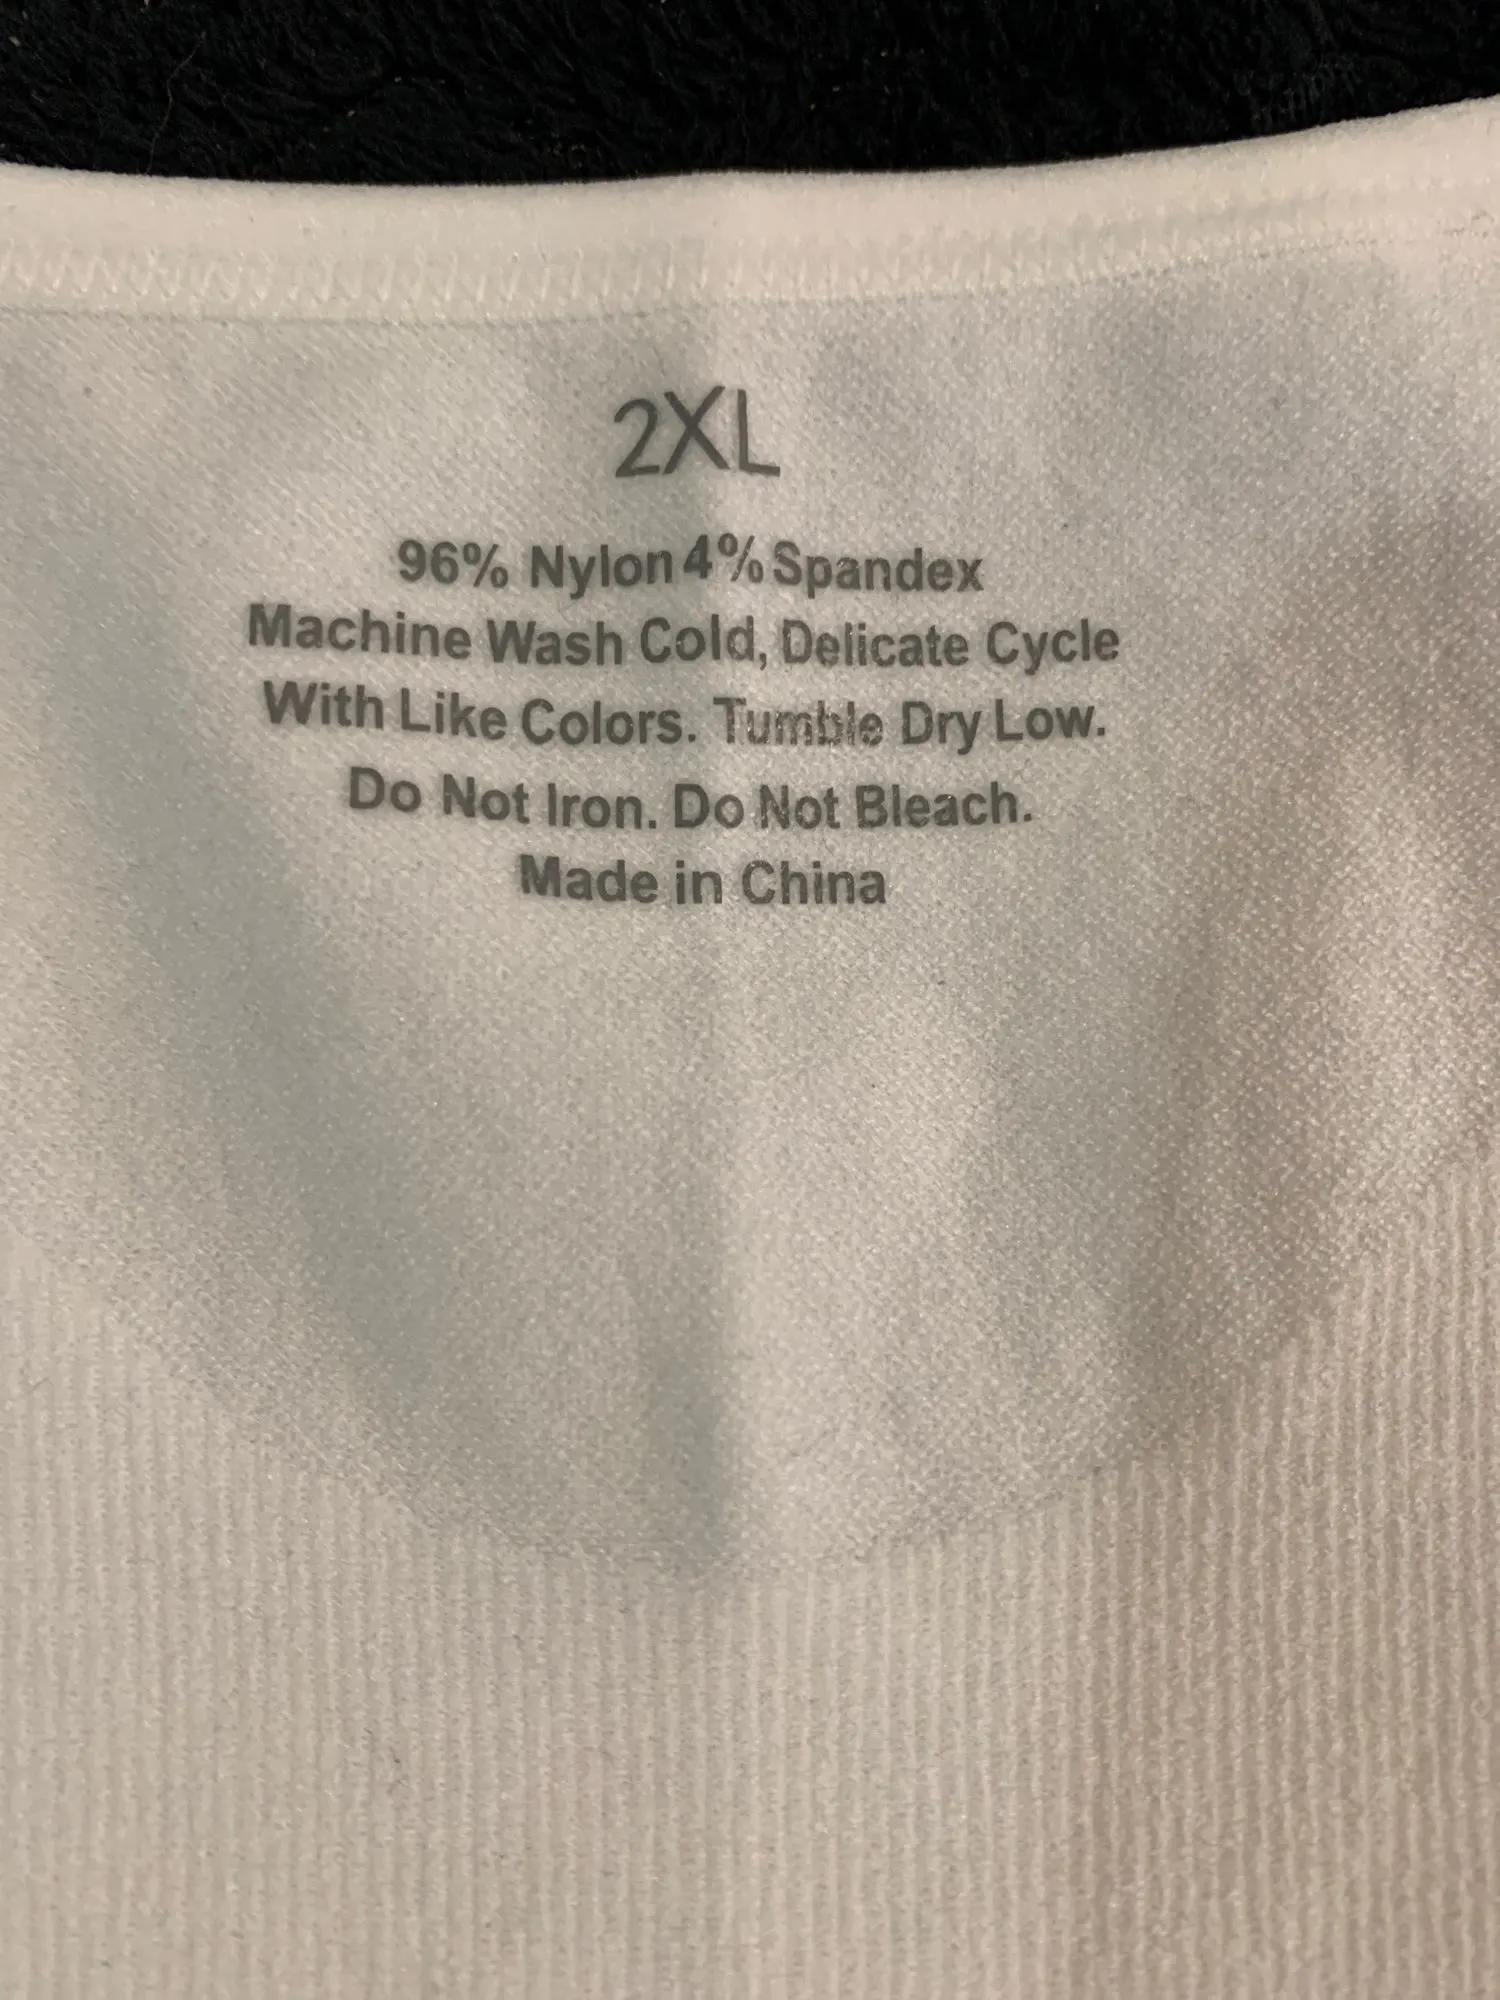 2XL
96% Nylon 4% Spandex
Machine Wash Cold, Delicate Cycle
With Like Colors. Tumble Dry Low.
Do Not Iron. Do Not Bleach.
Made in China